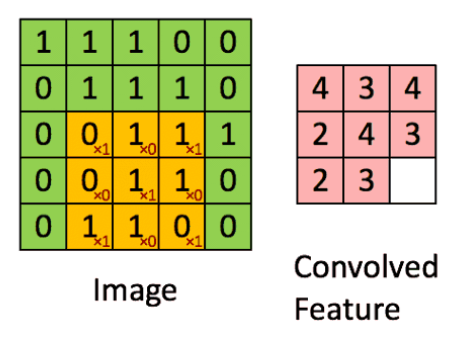 1 1 1 0 0
0 1 1 1 0
0 0×1 1×0 1×1 1
0 0×0 1×1 1×0 0
0 1×1 1×0 0×1 0
Image
4 3 4
2 4 3
2 3
Convolved
Feature